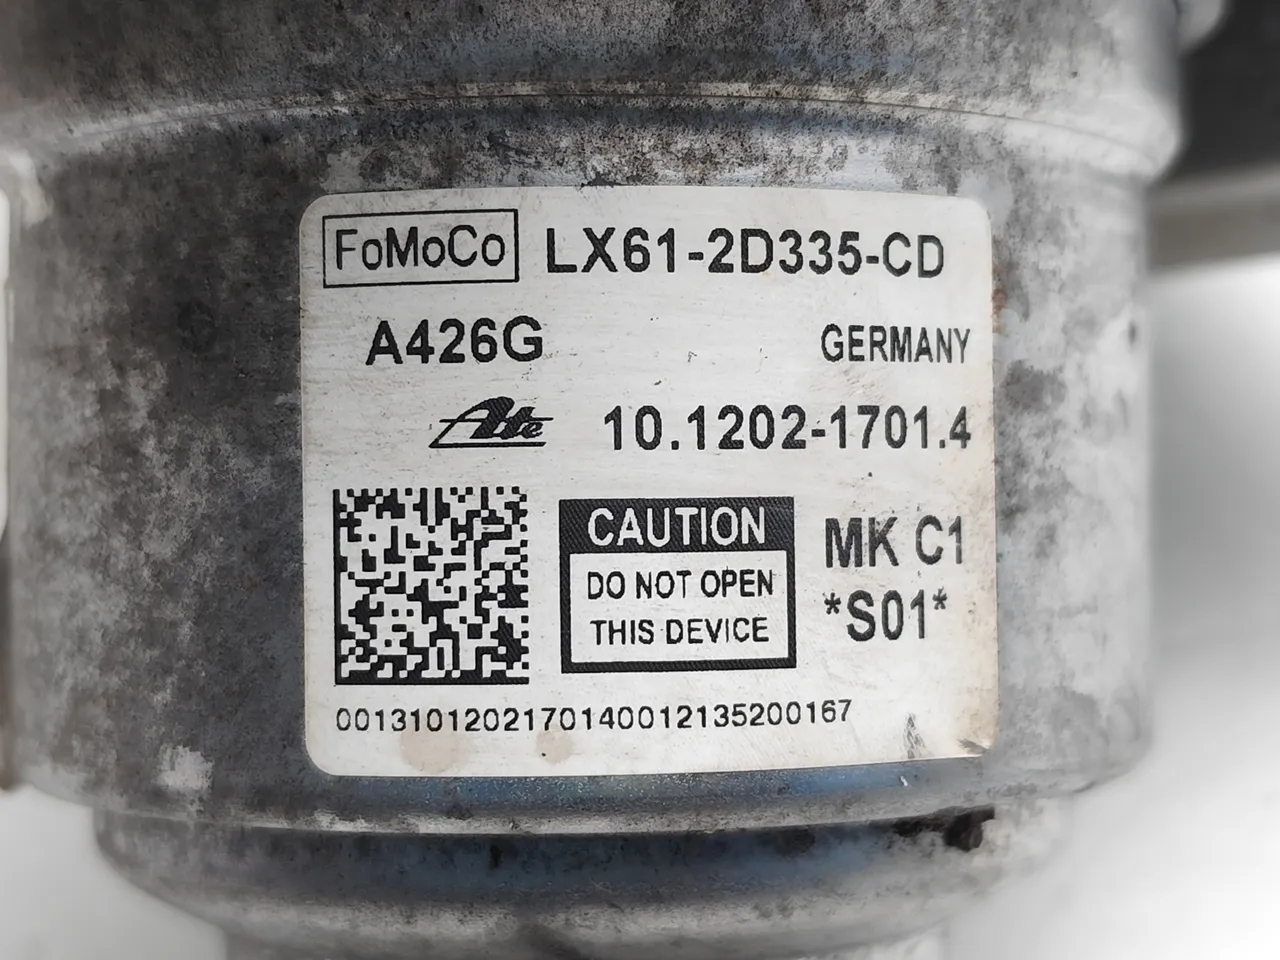 FoMoCo LX61-2D335-CD
A426G GERMANY
Ate 10.1202-1701.4
CAUTION
DO NOT OPEN
THIS DEVICE
MK C1
*S01*
0013101202170140012135200167